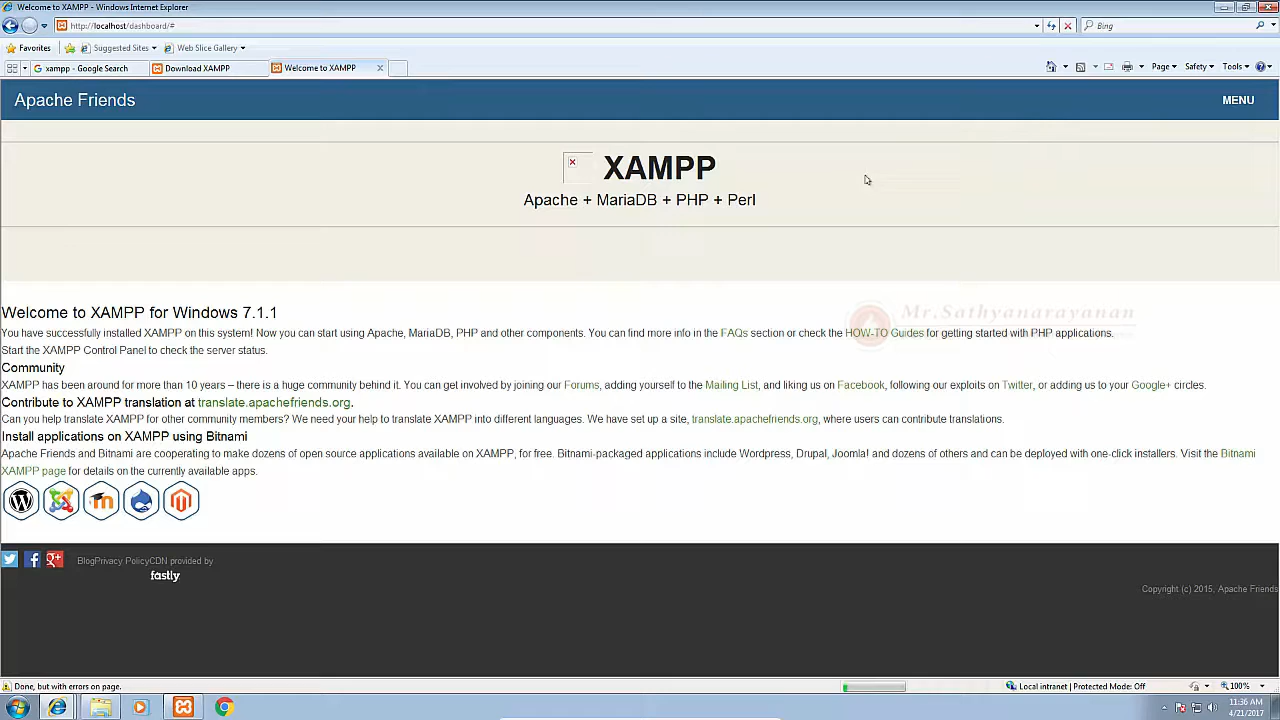 Welcome to XAMPP - Windows Internet Explorer
http://localhost/dashboard/#
Bing
Favorites
Suggested Sites
Web Slice Gallery
xampp - Google Search
Download XAMPP
Welcome to XAMPP
Page
Safety
Tools
Apache Friends
MENU
XAMPP
Apache + MariaDB + PHP + Perl
Welcome to XAMPP for Windows 7.1.1
Mr.Sathyanarayanan
You have successfully installed XAMPP on this system! Now you can start using Apache, MariaDB, PHP and other components. You can find more info in the FAQs section or check the HOW-TO Guides for getting started with PHP applications.
Start the XAMPP Control Panel to check the server status.
Community
XAMPP has been around for more than 10 years – there is a huge community behind it. You can get involved by joining our Forums, adding yourself to the Mailing List, and liking us on Facebook, following our exploits on Twitter, or adding us to your Google+ circles.
Contribute to XAMPP translation at translate.apachefriends.org.
Can you help translate XAMPP for other community members? We need your help to translate XAMPP into different languages. We have set up a site, translate.apachefriends.org, where users can contribute translations.
Install applications on XAMPP using Bitnami
Apache Friends and Bitnami are cooperating to make dozens of open source applications available on XAMPP, for free. Bitnami-packaged applications include Wordpress, Drupal, Joomla! and dozens of others and can be deployed with one-click installers. Visit the Bitnami
XAMPP page for details on the currently available apps.
BlogPrivacy PolicyCDN provided by
fastly
Copyright (c) 2015, Apache Friends
Done, but with errors on page.
Local intranet | Protected Mode: Off
100%
11:36 AM
4/21/2017